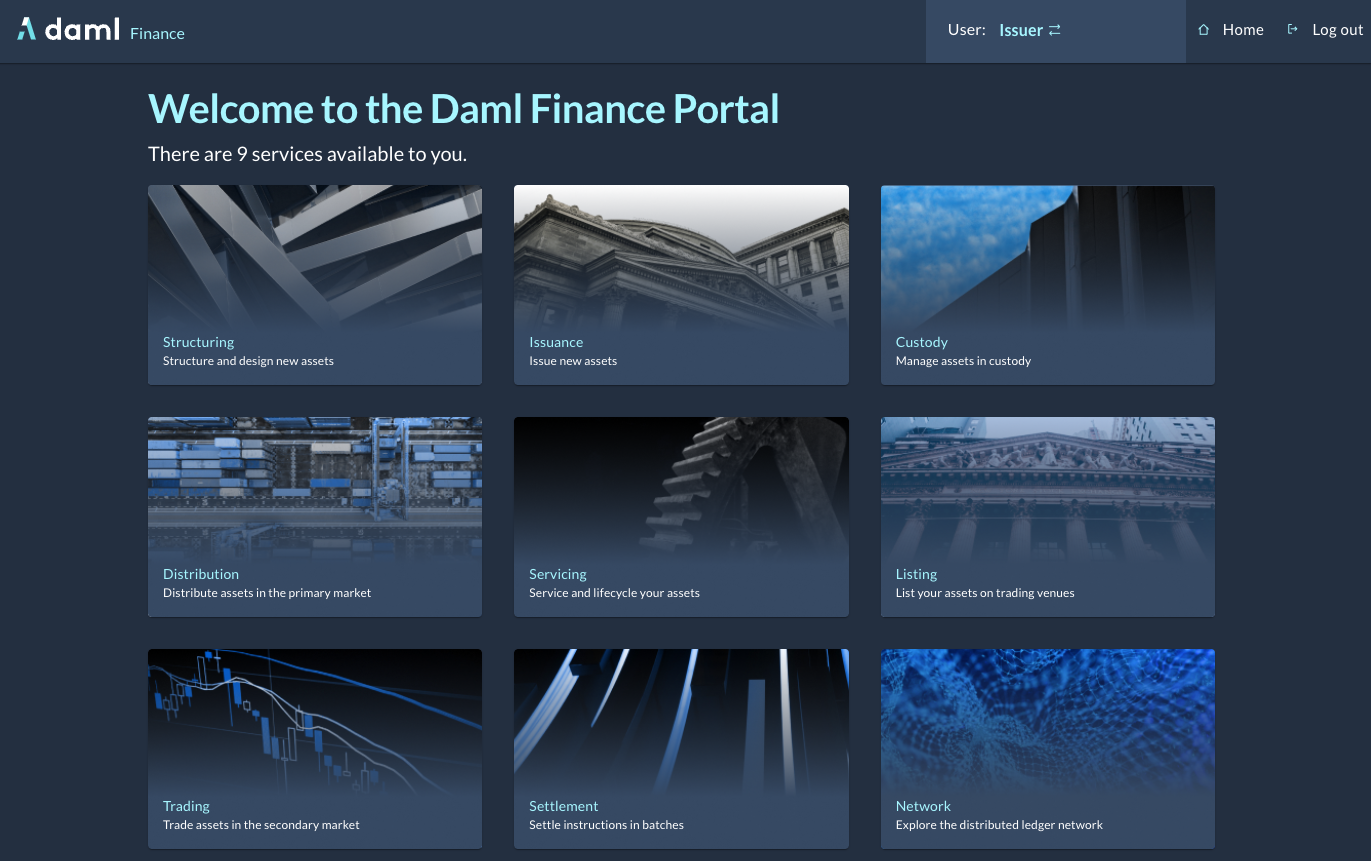 daml Finance
User: Issuer
Home
Log out
Welcome to the Daml Finance Portal
There are 9 services available to you.
Structuring
Structure and design new assets
Issuance
Issue new assets
Custody
Manage assets in custody
Distribution
Distribute assets in the primary market
Servicing
Service and lifecycle your assets
Listing
List your assets on trading venues
Trading
Trade assets in the secondary market
Settlement
Settle instructions in batches
Network
Explore the distributed ledger network